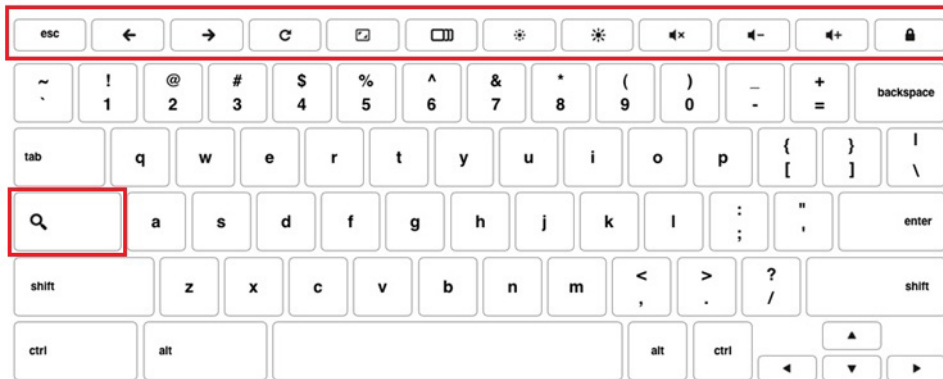 esc
~ ! @ # $ % ^ & * ( ) _ +
` 1 2 3 4 5 6 7 8 9 0 - = backspace
tab q w e r t y u i o p { [ } ] | \
a s d f g h j k l : ; " ' enter
shift z x c v b n m < , > . ? / shift
ctrl alt alt ctrl